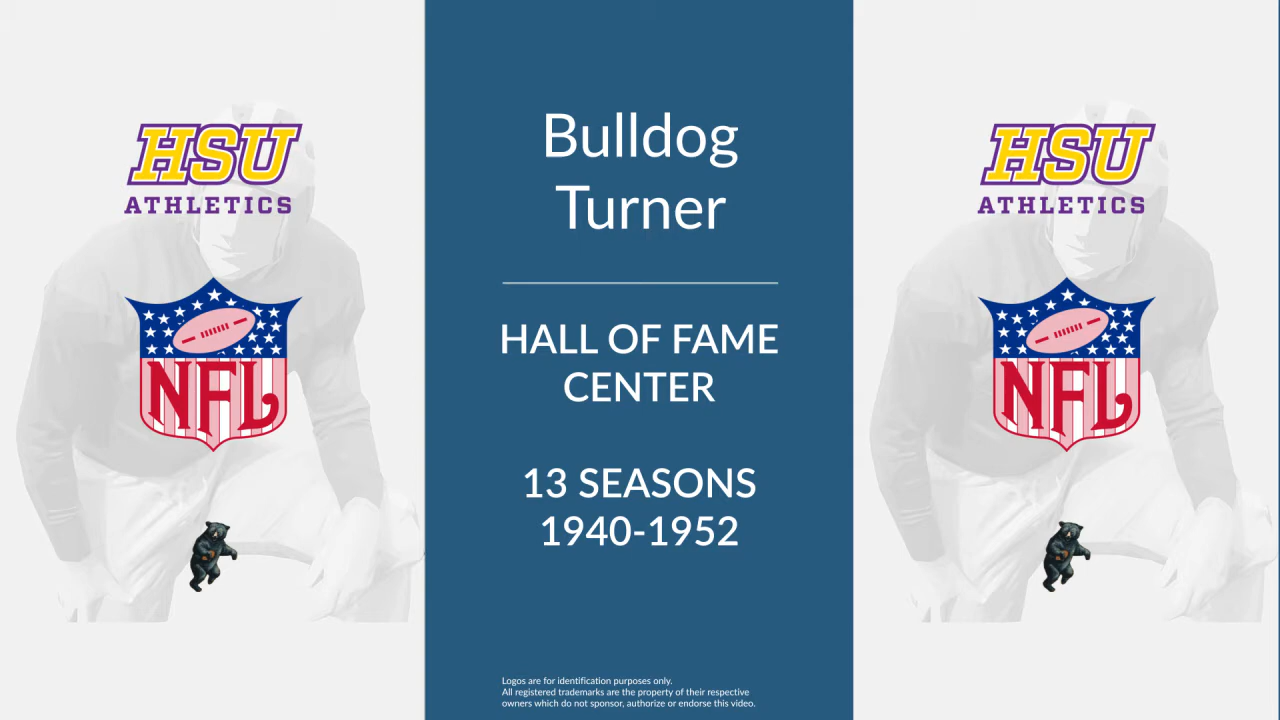 HSU
ATHLETICS
NFL
Bulldog
Turner
HALL OF FAME
CENTER
13 SEASONS
1940-1952
Logos are for identification purposes only.
All registered trademarks are the property of their respective
owners which do not sponsor, authorize or endorse this video.
HSU
ATHLETICS
NFL